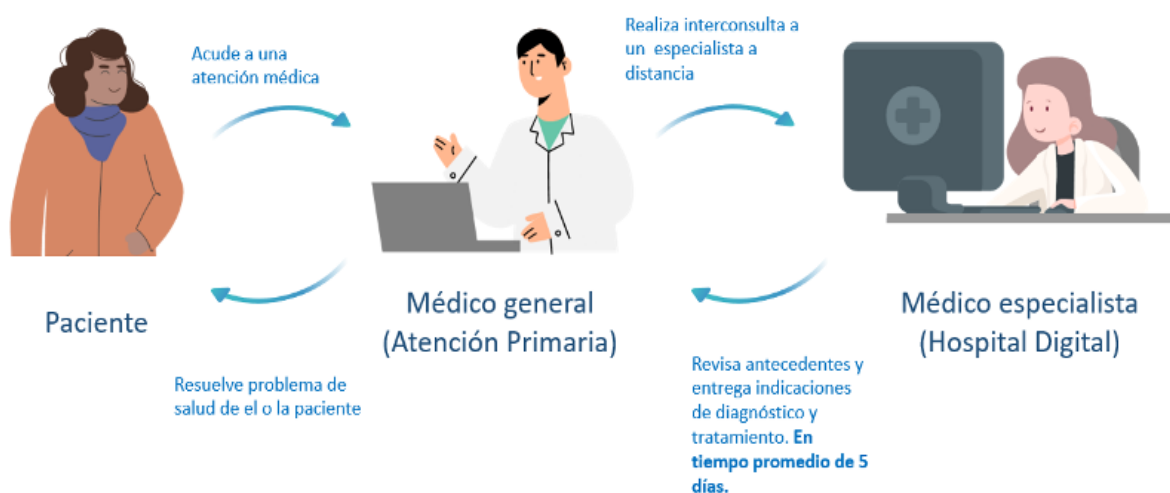 Acude a una
atención médica
Realiza interconsulta a
un especialista a
distancia
Paciente
Médico general
(Atención Primaria)
Médico especialista
(Hospital Digital)
Resuelve problema de
salud de el o la paciente
Revisa antecedentes y
entrega indicaciones
de diagnóstico y
tratamiento. En
tiempo promedio de 5
días.